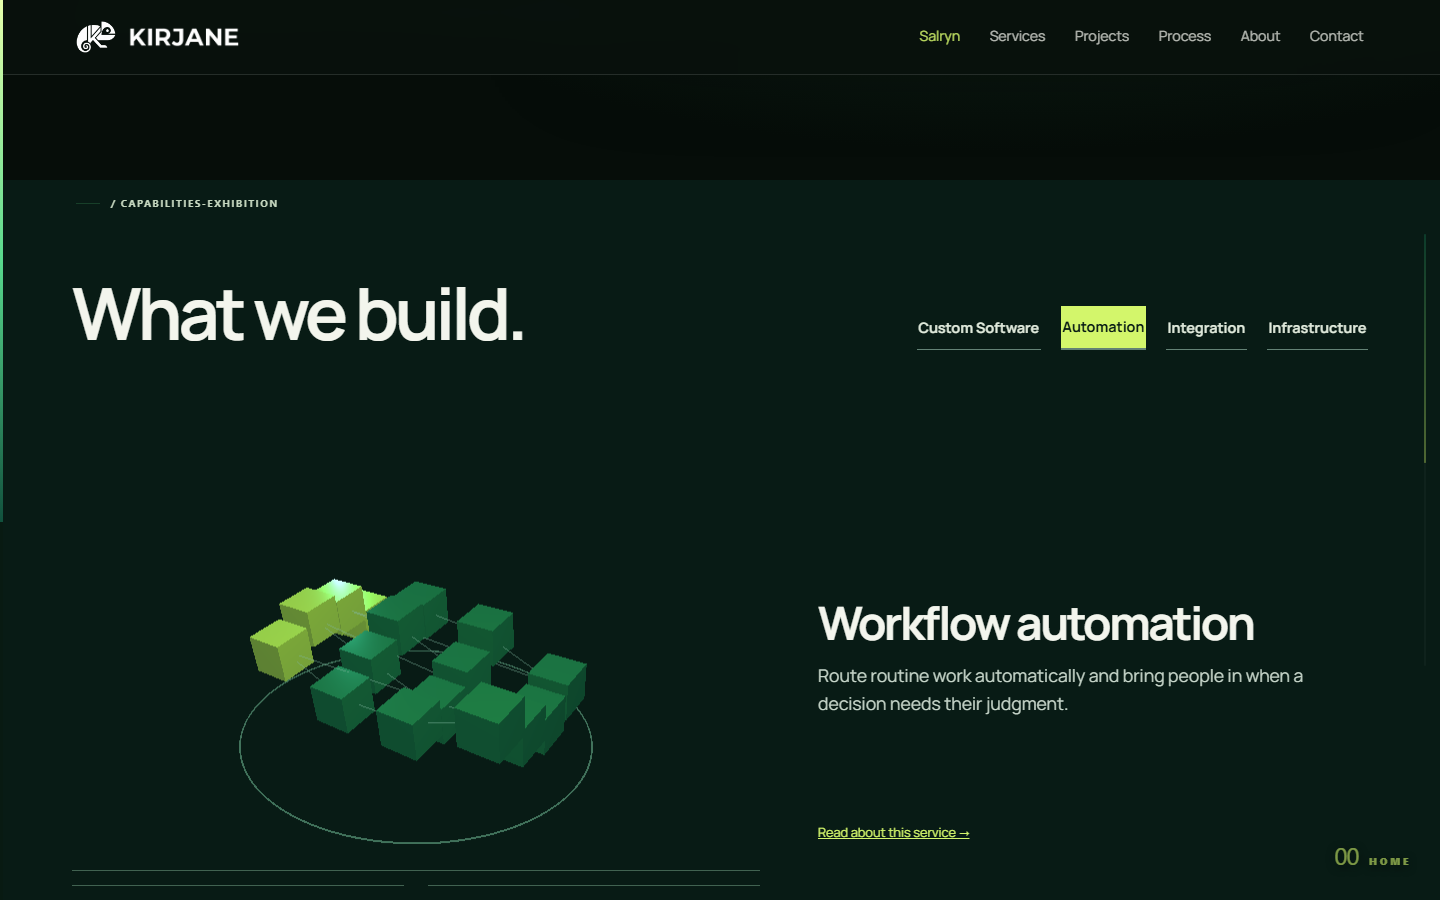 KIRJANE
Salryn Services Projects Process About Contact
/ CAPABILITIES-EXHIBITION
What we build.
Custom Software Automation Integration Infrastructure
Workflow automation
Route routine work automatically and bring people in when a
decision needs their judgment.
Read about this service →
00 HOME